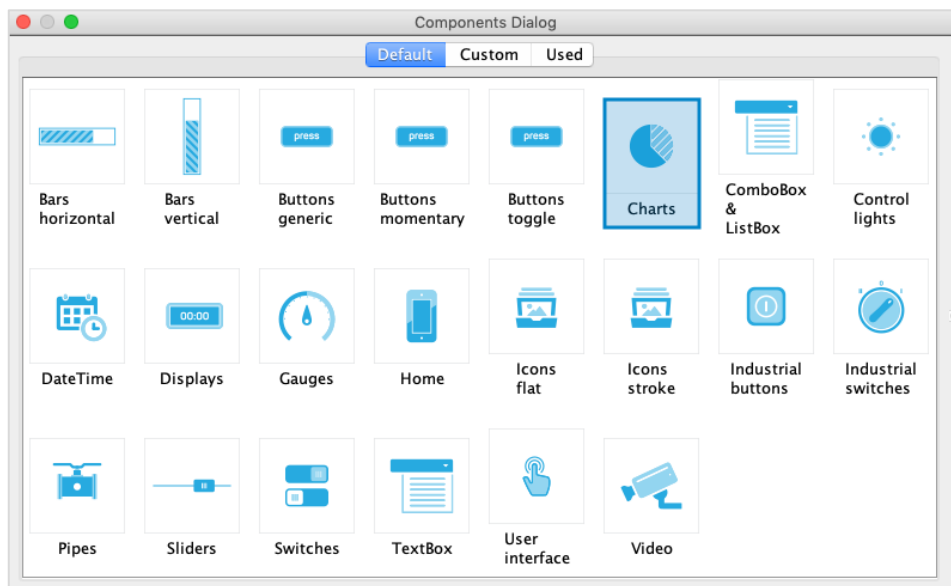 Components Dialog
Default Custom Used
press
press
press
Bars
horizontal
Bars
vertical
Buttons
generic
Buttons
momentary
Buttons
toggle
Charts
ComboBox
&
ListBox
Control
lights
00:00
0
DateTime
Displays
Gauges
Home
Icons
flat
Icons
stroke
Industrial
buttons
Industrial
switches
Pipes
Sliders
Switches
TextBox
User
interface
Video